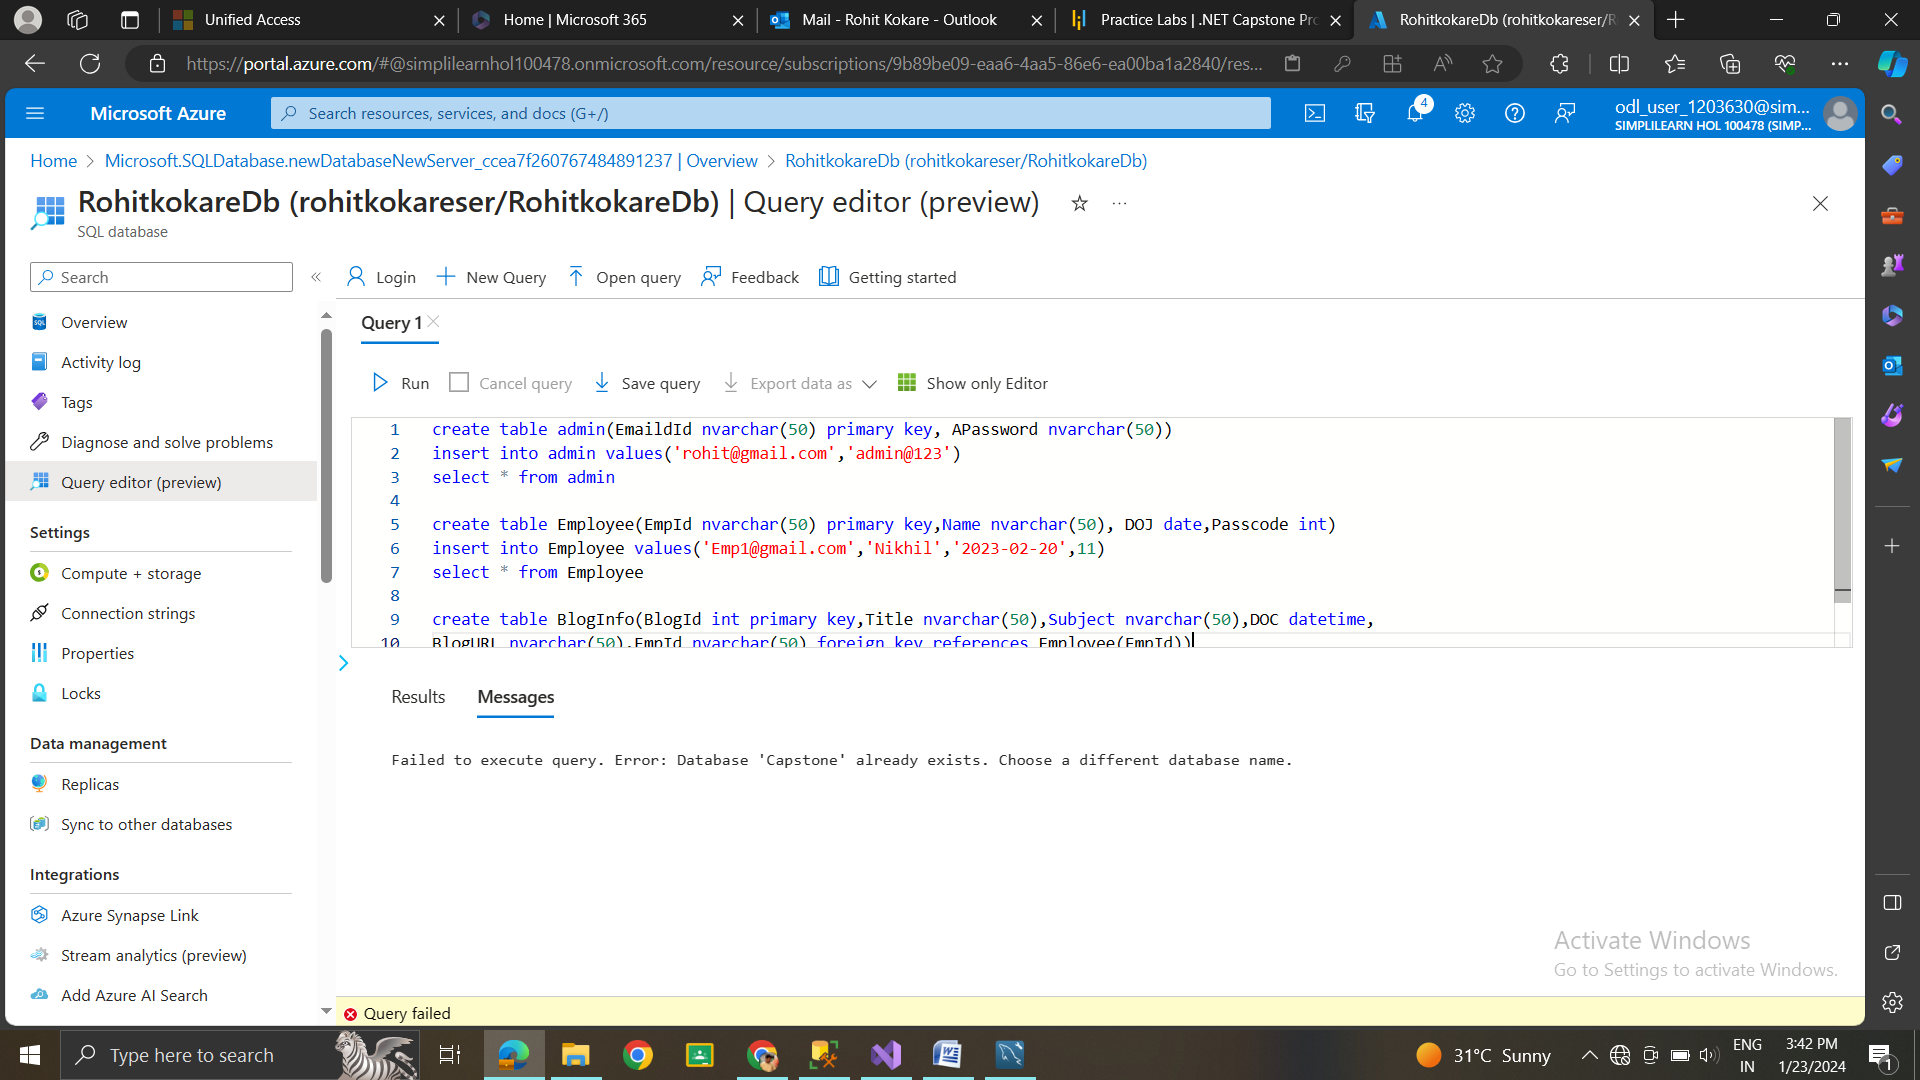 Unified Access
Home | Microsoft 365
Mail - Rohit Kokare - Outlook
Practice Labs | .NET Capstone Pro
RohitkokareDb (rohitkokareser/R
https://portal.azure.com/#@simplilearnhol100478.onmicrosoft.com/resource/subscriptions/9b89be09-eaa6-4aa5-86e6-ea00ba1a2840/res...
Microsoft Azure
Search resources, services, and docs (G+/)
4
odl_user_1203630@sim...
SIMPLILEARN HOL 100478 (SIMP...
Home > Microsoft.SQLDatabase.newDatabaseNewServer_ccea7f260767484891237 | Overview > RohitkokareDb (rohitkokareser/RohitkokareDb)
RohitkokareDb (rohitkokareser/RohitkokareDb) | Query editor (preview)
SQL database
Search
Login
New Query
Open query
Feedback
Getting started
Overview
Activity log
Tags
Diagnose and solve problems
Query editor (preview)
Settings
Compute + storage
Connection strings
Properties
Locks
Data management
Replicas
Sync to other databases
Integrations
Azure Synapse Link
Stream analytics (preview)
Add Azure AI Search
Query 1
Run
Cancel query
Save query
Export data as
Show only Editor
1 create table admin(EmaildId nvarchar(50) primary key, APassword nvarchar(50))
2 insert into admin values('rohit@gmail.com','admin@123')
3 select * from admin
4
5 create table Employee(EmpId nvarchar(50) primary key,Name nvarchar(50), DOJ date,Passcode int)
6 insert into Employee values('Emp1@gmail.com','Nikhil','2023-02-20',11)
7 select * from Employee
8
9 create table BlogInfo(BlogId int primary key,Title nvarchar(50),Subject nvarchar(50),DOC datetime,
10 BlogURL nvarchar(50),EmpId nvarchar(50) foreign key references Employee(EmpId))
Results
Messages
Failed to execute query. Error: Database 'Capstone' already exists. Choose a different database name.
Activate Windows
Go to Settings to activate Windows.
Query failed
Type here to search
31°C Sunny
ENG
IN
3:42 PM
1/23/2024
1